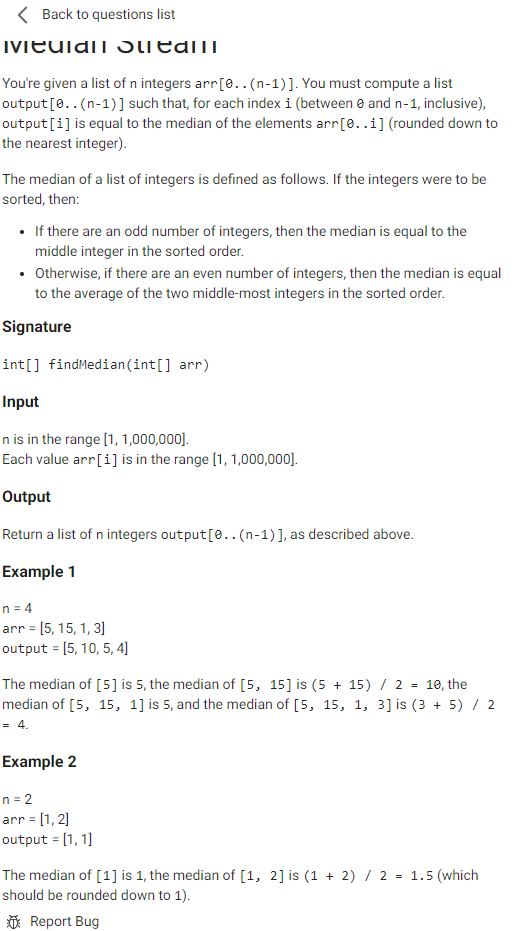 Back to questions list
Median Stream
You're given a list of n integers arr[0..(n-1)]. You must compute a list
output[0..(n-1)] such that, for each index i (between 0 and n-1, inclusive),
output[i] is equal to the median of the elements arr[0..i] (rounded down to
the nearest integer).
The median of a list of integers is defined as follows. If the integers were to be
sorted, then:
• If there are an odd number of integers, then the median is equal to the
middle integer in the sorted order.
• Otherwise, if there are an even number of integers, then the median is equal
to the average of the two middle-most integers in the sorted order.
Signature
int[] findMedian(int[] arr)
Input
n is in the range [1, 1,000,000].
Each value arr[i] is in the range [1, 1,000,000].
Output
Return a list of n integers output[0..(n-1)], as described above.
Example 1
n = 4
arr = [5, 15, 1, 3]
output = [5, 10, 5, 4]
The median of [5] is 5, the median of [5, 15] is (5 + 15) / 2 = 10, the
median of [5, 15, 1] is 5, and the median of [5, 15, 1, 3] is (3 + 5) / 2
= 4.
Example 2
n = 2
arr = [1, 2]
output = [1, 1]
The median of [1] is 1, the median of [1, 2] is (1 + 2) / 2 = 1.5 (which
should be rounded down to 1).
Report Bug